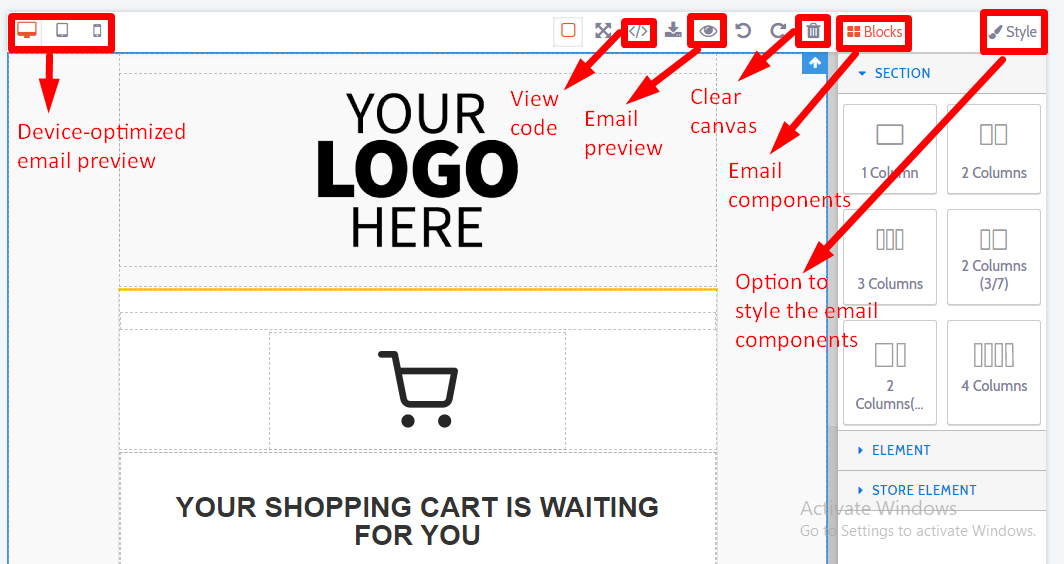 Blocks
Style
Device-optimized
email preview
View
code
Email
preview
Clear
canvas
Email
components
Option to
style the email
components
YOUR
LOGO
HERE
YOUR SHOPPING CART IS WAITING
FOR YOU
SECTION
1 Column
2 Columns
3 Columns
2 Columns
(3/7)
2
Columns(...
4 Columns
ELEMENT
STORE ELEMENT
Activate Windows
Go to Settings to activate Windows.